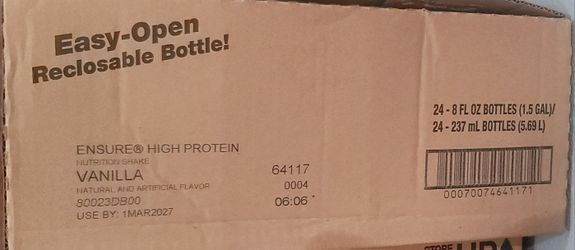 Easy-Open
Reclosable Bottle!
24 - 8 FL OZ BOTTLES (1.5 GAL)/
24 - 237 mL BOTTLES (5.69 L)
ENSURE® HIGH PROTEIN
NUTRITION SHAKE
VANILLA 64117
NATURAL AND ARTIFICIAL FLAVOR 0004
80023DB00 06:06
USE BY: 1MAR2027
00070074641171
STORE